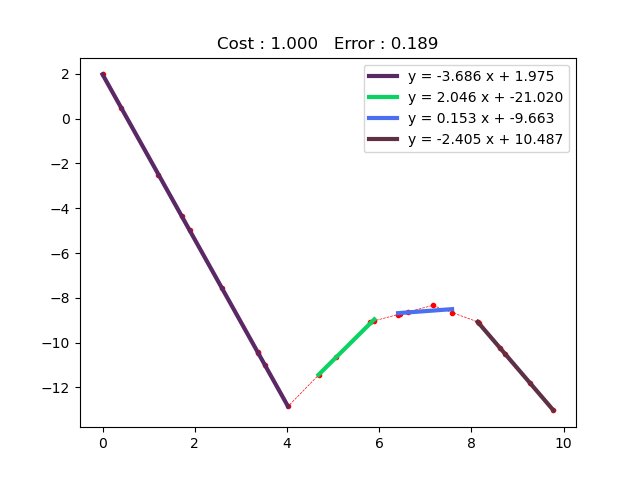 Cost : 1.000   Error : 0.189
y = -3.686 x + 1.975
y = 2.046 x + -21.020
y = 0.153 x + -9.663
y = -2.405 x + 10.487
2
0
−2
−4
−6
−8
−10
−12
0 2 4 6 8 10